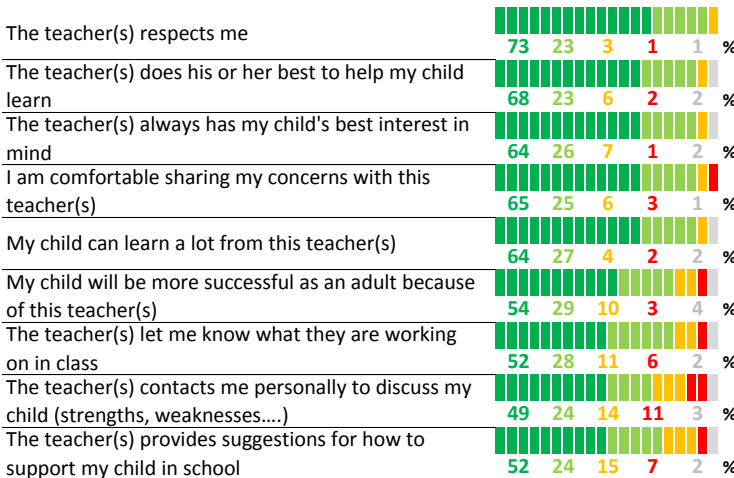 The teacher(s) respects me
73 23 3 1 1 %
The teacher(s) does his or her best to help my child
learn
68 23 6 2 2 %
The teacher(s) always has my child's best interest in
mind
64 26 7 1 2 %
I am comfortable sharing my concerns with this
teacher(s)
65 25 6 3 1 %
My child can learn a lot from this teacher(s)
64 27 4 2 2 %
My child will be more successful as an adult because
of this teacher(s)
54 29 10 3 4 %
The teacher(s) let me know what they are working
on in class
52 28 11 6 2 %
The teacher(s) contacts me personally to discuss my
child (strengths, weaknesses....)
49 24 14 11 3 %
The teacher(s) provides suggestions for how to
support my child in school
52 24 15 7 2 %